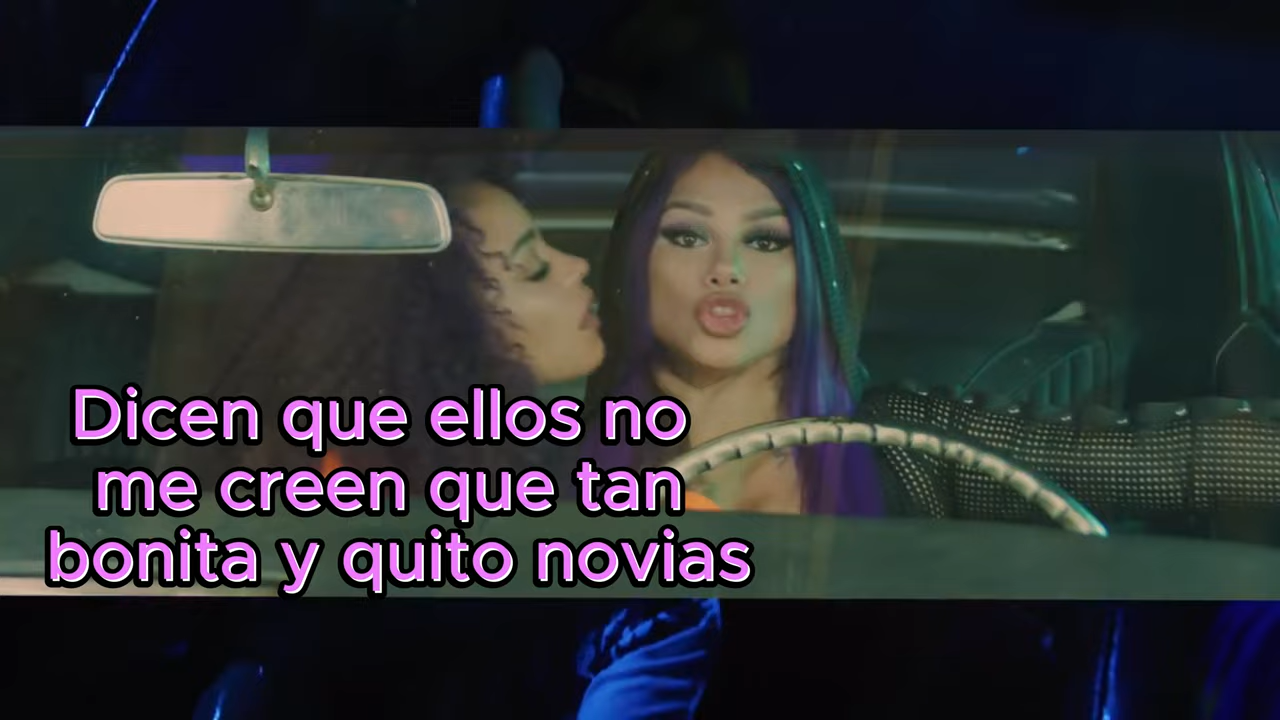 Dicen que ellos no
me creen que tan
bonita y quito novias